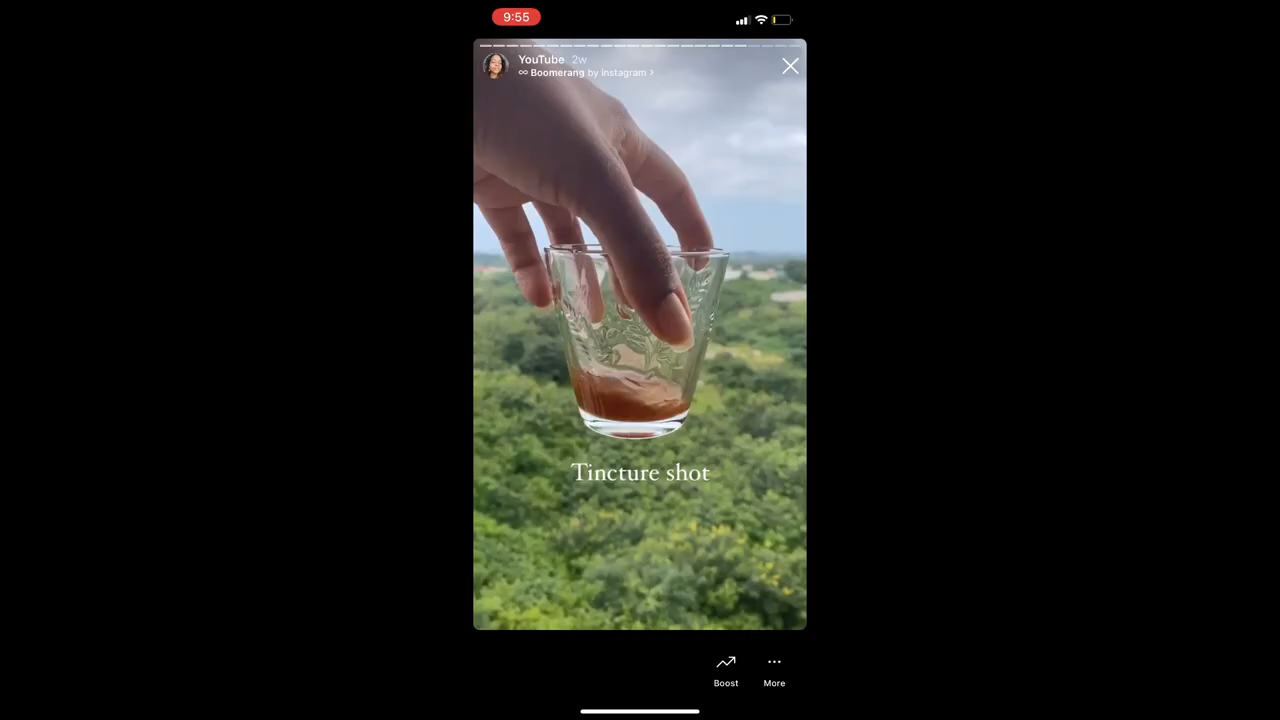 9:55
YouTube 2w
∞ Boomerang by Instagram >
Tincture shot
Boost
More